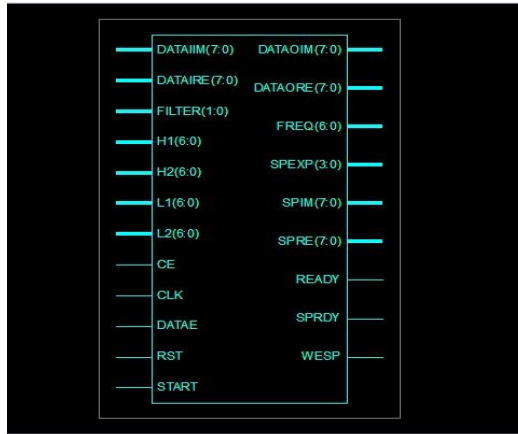 DATAIIM(7:0)
DATAIRE(7:0)
FILTER(1:0)
H1(6:0)
H2(6:0)
L1(6:0)
L2(6:0)
CE
CLK
DATAE
RST
START
DATAOIM(7:0)
DATAORE(7:0)
FREQ(6:0)
SPEXP(3:0)
SPIM(7:0)
SPRE(7:0)
READY
SPRDY
WESP